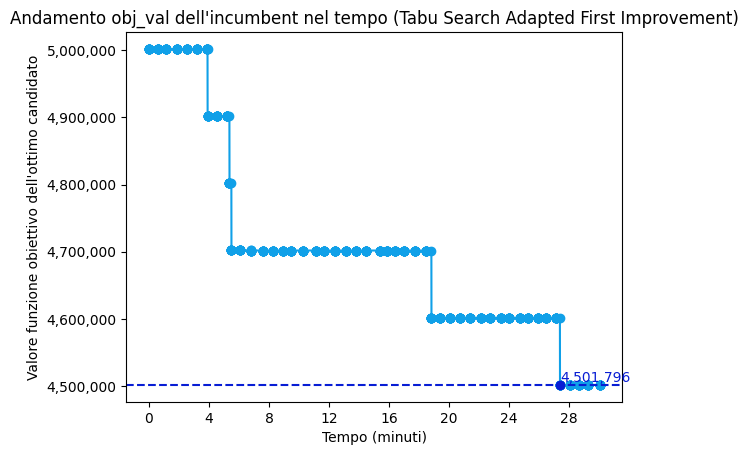 Andamento obj_val dell'incumbent nel tempo (Tabu Search Adapted First Improvement)
Valore funzione obiettivo dell'ottimo candidato
5,000,000
4,900,000
4,800,000
4,700,000
4,600,000
4,500,000
4,501,796
0 4 8 12 16 20 24 28
Tempo (minuti)